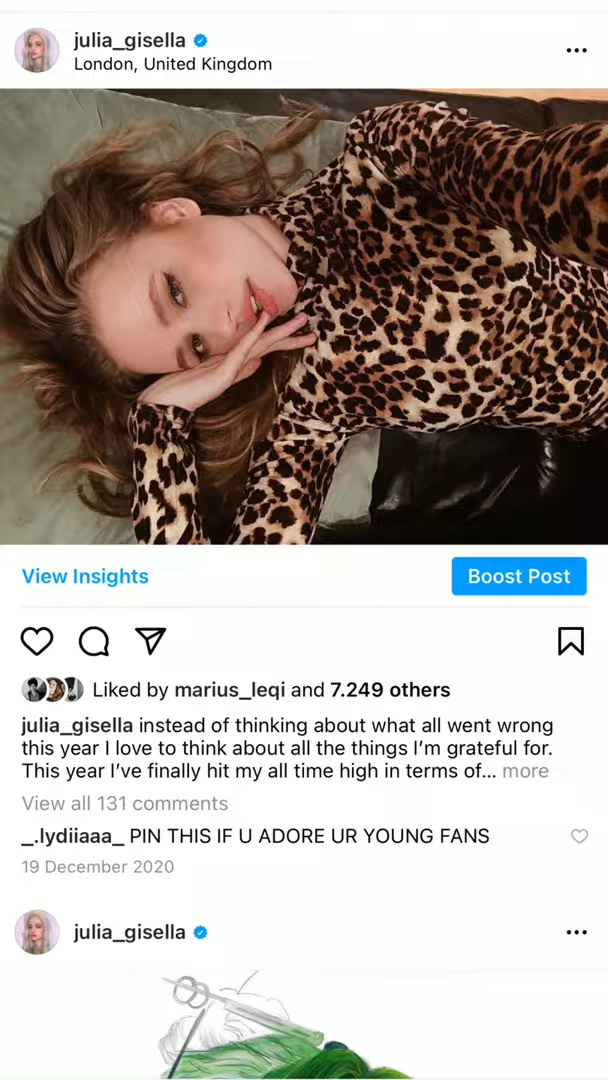 julia_gisella
London, United Kingdom
View Insights
Boost Post
Liked by marius_leqi and 7.249 others
julia_gisella instead of thinking about what all went wrong
this year I love to think about all the things I’m grateful for.
This year I’ve finally hit my all time high in terms of... more
View all 131 comments
_.lydiiaaa_ PIN THIS IF U ADORE UR YOUNG FANS
19 December 2020
julia_gisella